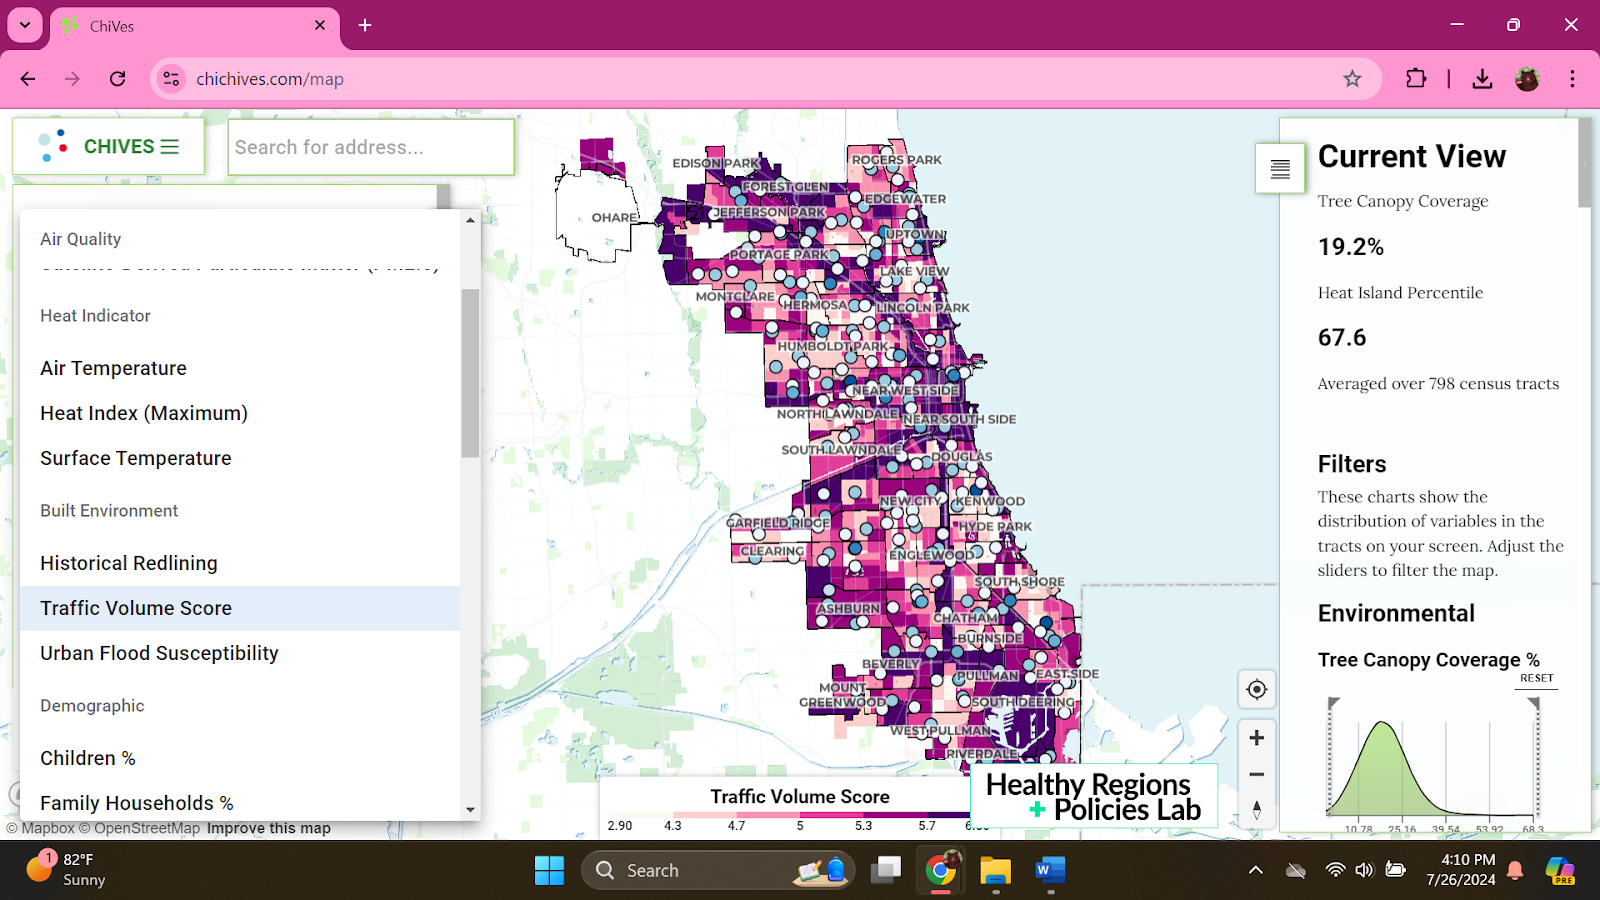 ChiVes
chichives.com/map
CHIVES
Search for address...
Air Quality
Heat Indicator
Air Temperature
Heat Index (Maximum)
Surface Temperature
Built Environment
Historical Redlining
Traffic Volume Score
Urban Flood Susceptibility
Demographic
Children %
Family Households %
© Mapbox © OpenStreetMap Improve this map
EDISON PARK
ROGERS PARK
FOREST GLEN
EDGEWATER
OHARE
JEFFERSON PARK
UPTOWN
PORTAGE PARK
LAKE VIEW
MONTCLARE
HERMOSA
LINCOLN PARK
HUMBOLDT PARK
NEAR WEST SIDE
NORTH LAWNDALE
NEAR SOUTH SIDE
SOUTH LAWNDALE
DOUGLAS
NEW CITY
KENWOOD
GARFIELD RIDGE
HYDE PARK
CLEARING
ENGLEWOOD
SOUTH SHORE
ASHBURN
CHATHAM
BURNSIDE
BEVERLY
PULLMAN
EAST SIDE
MOUNT
GREENWOOD
SOUTH DEERING
WEST PULLMAN
RIVERDALE
Traffic Volume Score
2.90 4.3 4.7 5 5.3 5.7
Healthy Regions
+ Policies Lab
Current View
Tree Canopy Coverage
19.2%
Heat Island Percentile
67.6
Averaged over 798 census tracts
Filters
These charts show the
distribution of variables in the
tracts on your screen. Adjust the
sliders to filter the map.
Environmental
Tree Canopy Coverage %
RESET
10.78 25.16 39.54 53.92 68.3
1
82°F
Sunny
Search
W
4:10 PM
7/26/2024
PRE